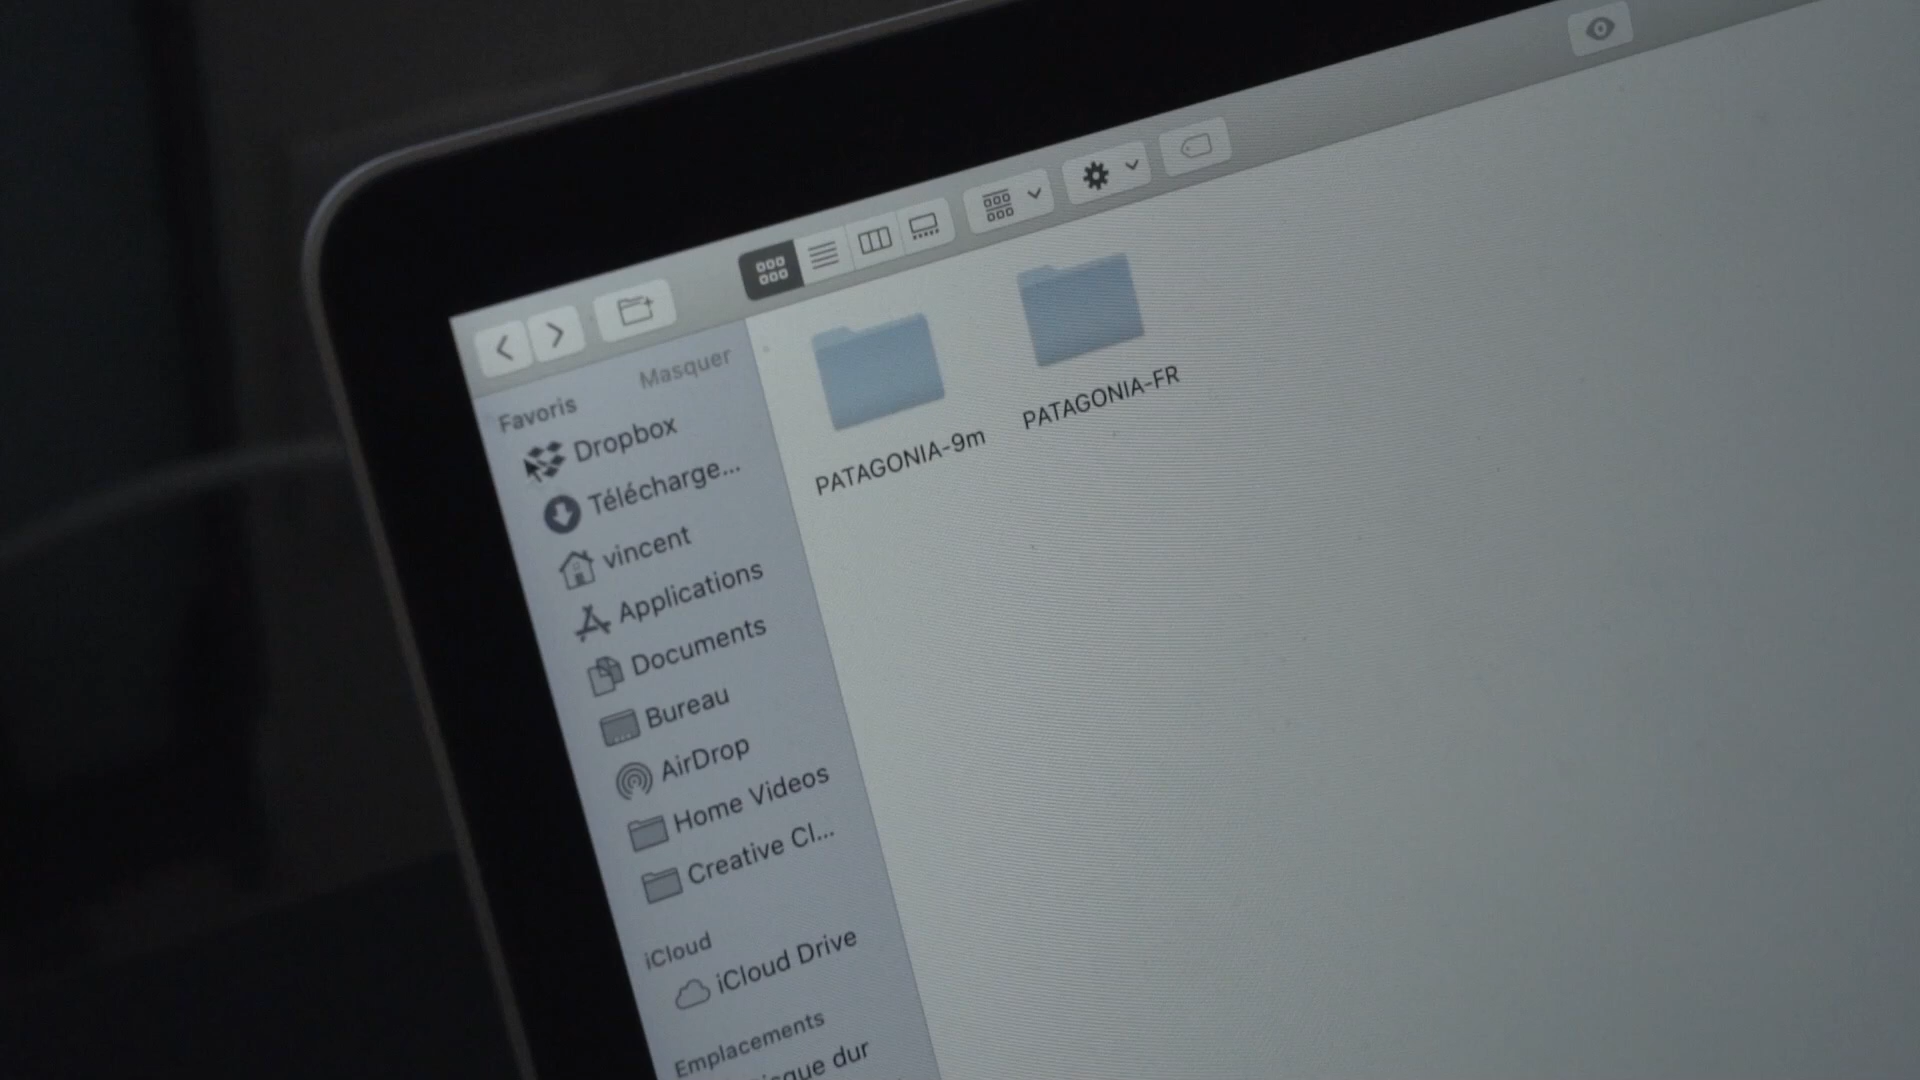 Masquer
Favoris
Dropbox
Télécharge...
vincent
Applications
Documents
Bureau
AirDrop
Home Videos
Creative Cl...
iCloud
iCloud Drive
Emplacements
dur
PATAGONIA-9m
PATAGONIA-FR